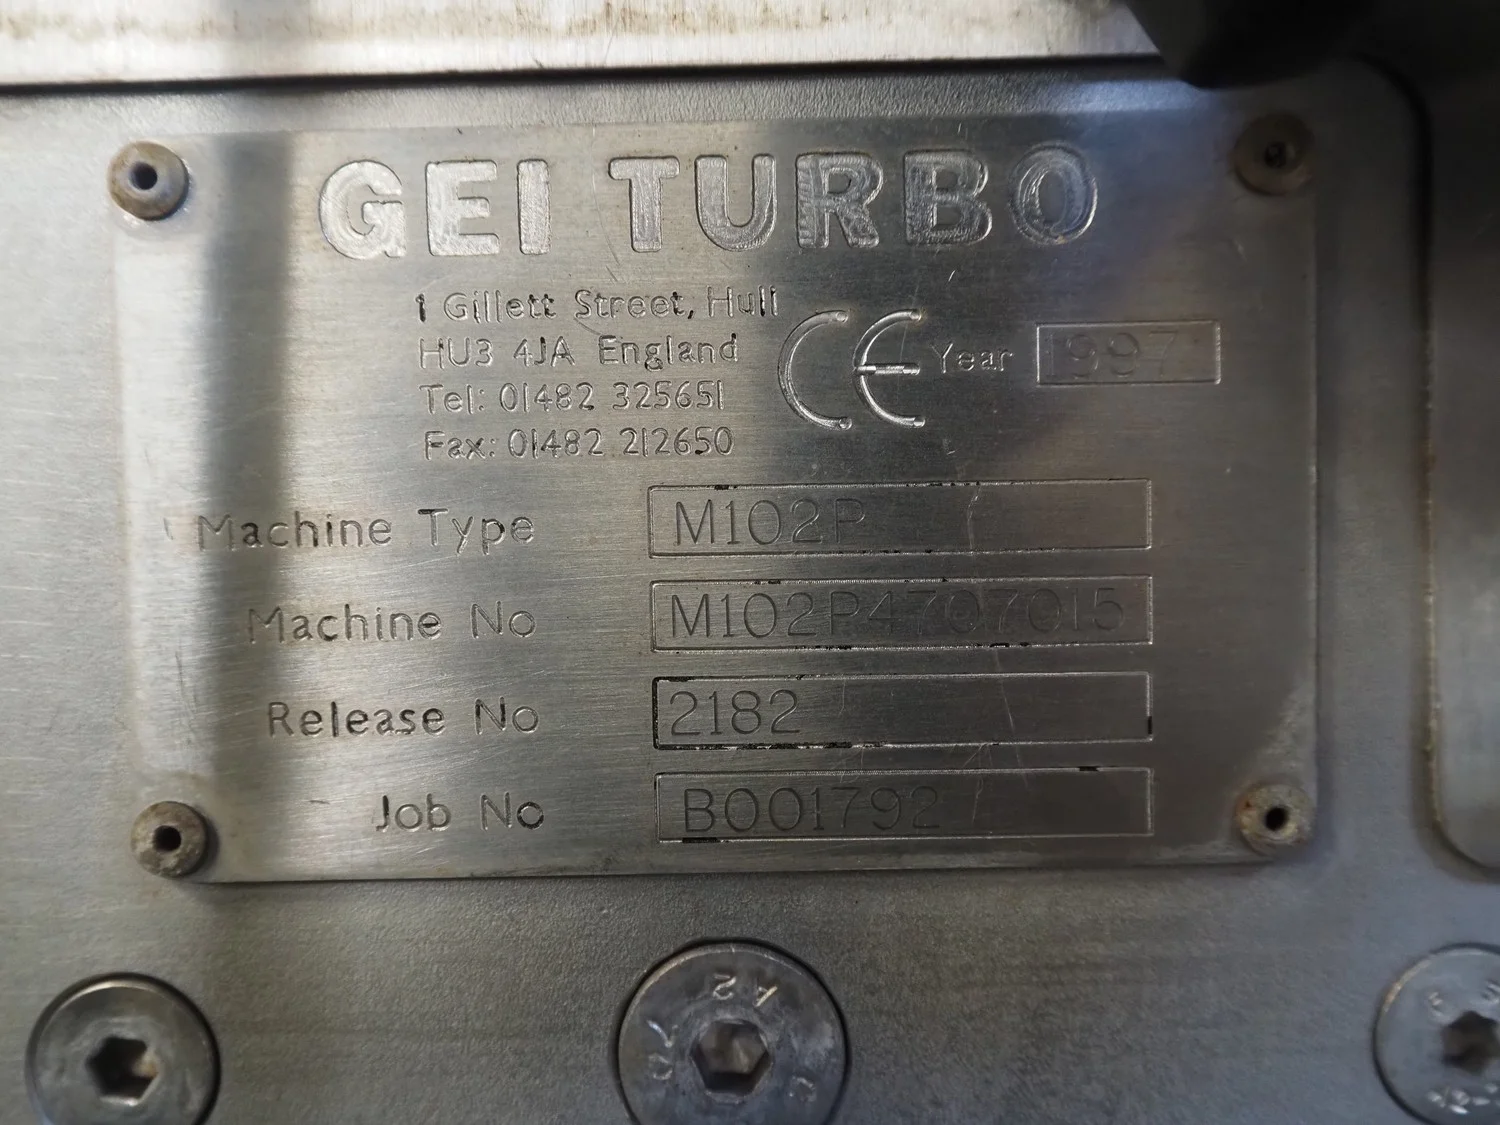 GEI TURBO
1 Gillett Street, Hull
HU3 4JA England
Tel: 01482 325651
Fax: 01482 212650
CE Year 1997
Machine Type M102P
Machine No M102P4707015
Release No 2182
Job No B001792
A2